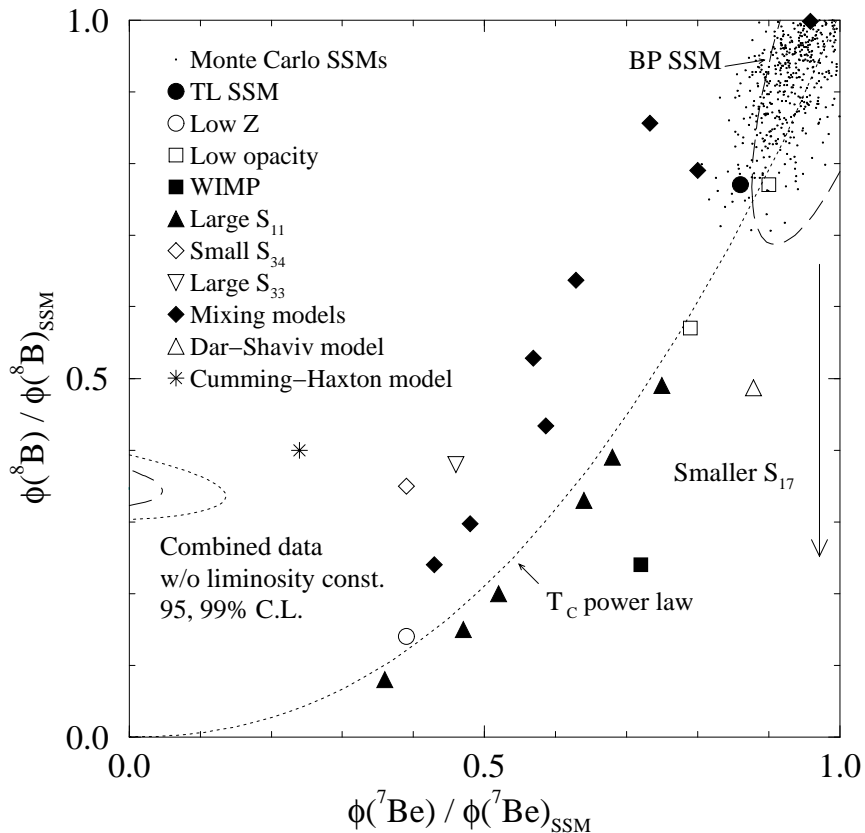 1.0
Monte Carlo SSMs
BP SSM
TL SSM
Low Z
Low opacity
WIMP
Large S₁₁
Small S₃₄
Large S₃₃
Mixing models
Dar–Shaviv model
0.5
Cumming–Haxton model
ϕ(⁸B) / ϕ(⁸B)SSM
Smaller S₁₇
Combined data
w/o liminosity const.
95, 99% C.L.
T C power law
0.0
0.0 0.5 1.0
ϕ(⁷Be) / ϕ(⁷Be)SSM